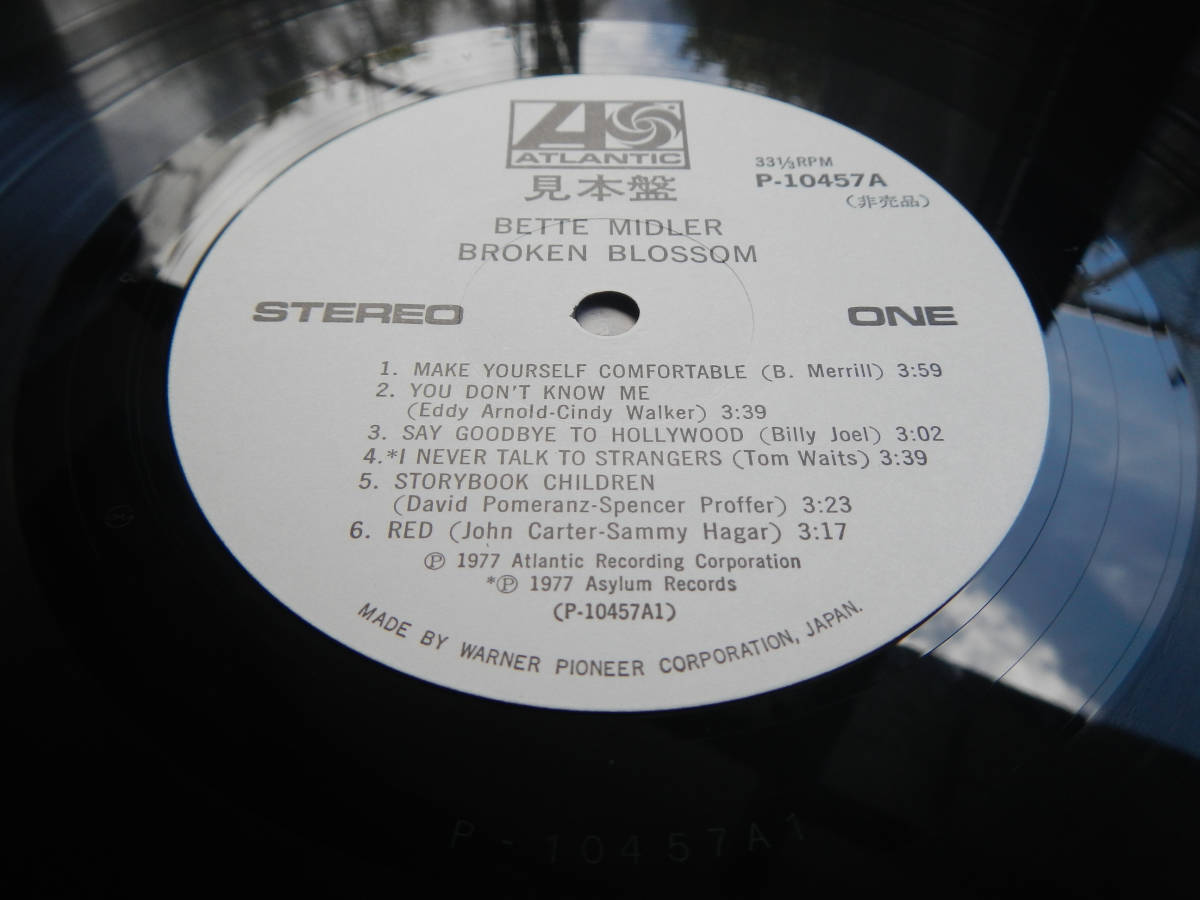 ATLANTIC
見本盤
33⅓RPM
P-10457A
(非売品)
BETTE MIDLER
BROKEN BLOSSOM
STEREO
ONE
1. MAKE YOURSELF COMFORTABLE (B. Merrill) 3:59
2. YOU DON'T KNOW ME
(Eddy Arnold-Cindy Walker) 3:39
3. SAY GOODBYE TO HOLLYWOOD (Billy Joel) 3:02
4.*I NEVER TALK TO STRANGERS (Tom Waits) 3:39
5. STORYBOOK CHILDREN
(David Pomeranz-Spencer Proffer) 3:23
6. RED (John Carter-Sammy Hagar) 3:17
℗ 1977 Atlantic Recording Corporation
*℗ 1977 Asylum Records
(P-10457A1)
MADE BY WARNER PIONEER CORPORATION, JAPAN.
P-10457A1